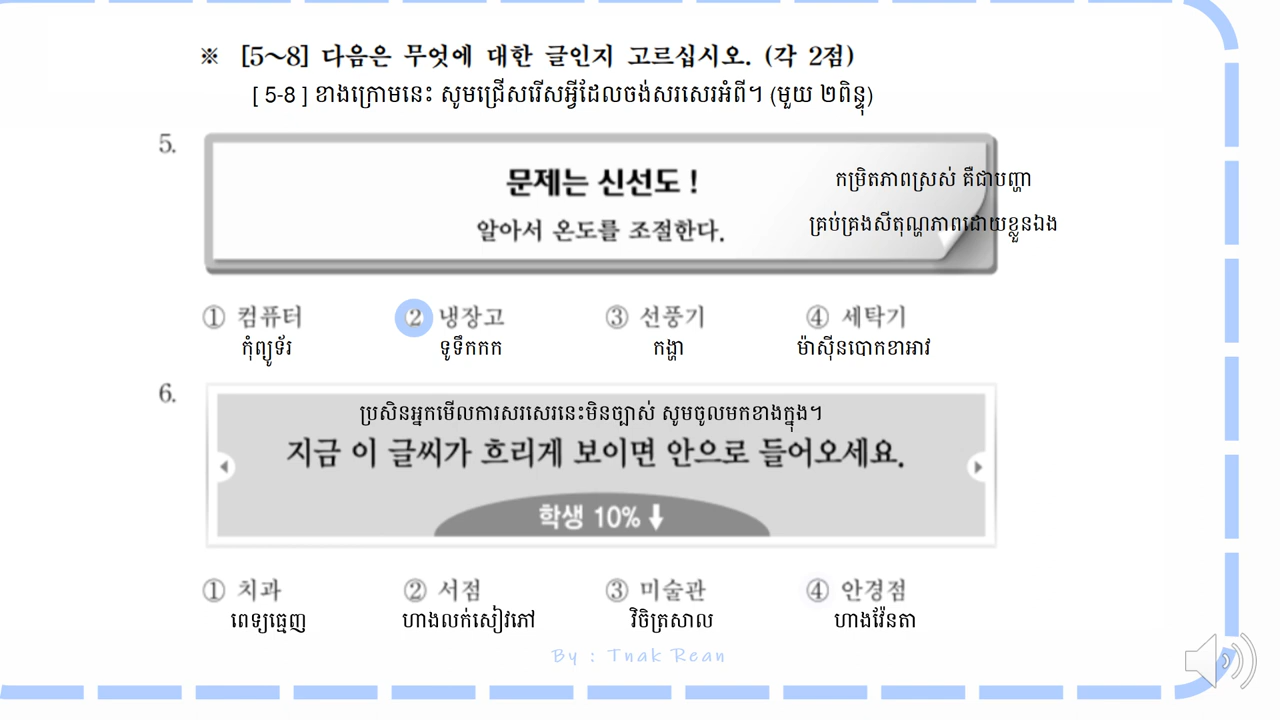 ※ [5～8] 다음은 무엇에 대한 글인지 고르십시오. (각 2점)
[ 5-8 ] ខាងក្រោមនេះ សូមជ្រើសរើសអ្វីដែលចង់សរសេរអំពី។ (មួយ ២ពិន្ទុ)
5.
문제는 신선도 !
កម្រិតភាពស្រស់ គឺជាបញ្ហា
알아서 온도를 조절한다.
គ្រប់គ្រងសីតុណ្ហភាពដោយខ្លួនឯង
① 컴퓨터 ② 냉장고 ③ 선풍기 ④ 세탁기
កុំព្យូទ័រ ទូទឹកកក កង្ហា ម៉ាស៊ីនបោកខោអាវ
6.
ប្រសិនអ្នកមើលការសរសេរនេះមិនច្បាស់ សូមចូលមកខាងក្នុង។
지금 이 글씨가 흐리게 보이면 안으로 들어오세요.
학생 10% ↓
① 치과 ② 서점 ③ 미술관 ④ 안경점
ពេទ្យធ្មេញ ហាងលក់សៀវភៅ វិចិត្រសាល ហាងវ៉ែនតា
By : Tnak Rean